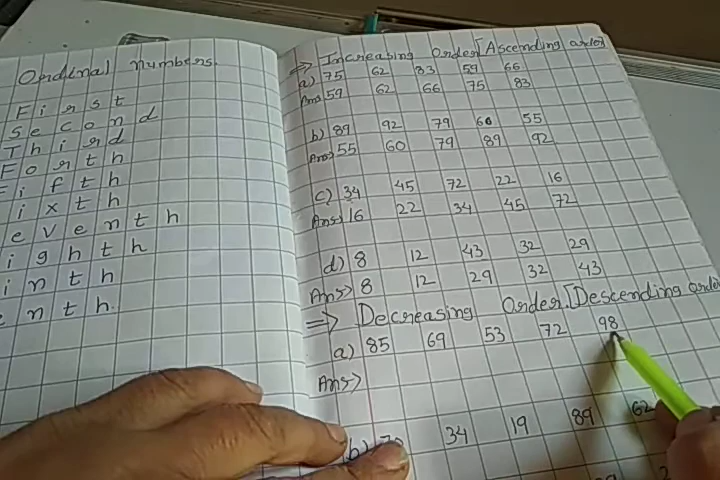 Ordinal numbers.
First
Second
Third
Forth
Fifth
ixth
eventh
ighth
inth
enth.
=> Increasing Order [Ascending order]
a) 75 62 83 59 66
Ans> 59 62 66 75 83
b) 89 92 79 60 55
Ans> 55 60 79 89 92
c) 34 45 72 22 16
Ans> 16 22 34 45 72
d) 8 12 43 32 29
Ans> 8 12 29 32 43
=> Decreasing Order. [Descending order
a) 85 69 53 72 98
Ans>
(b) 34 19 89 62